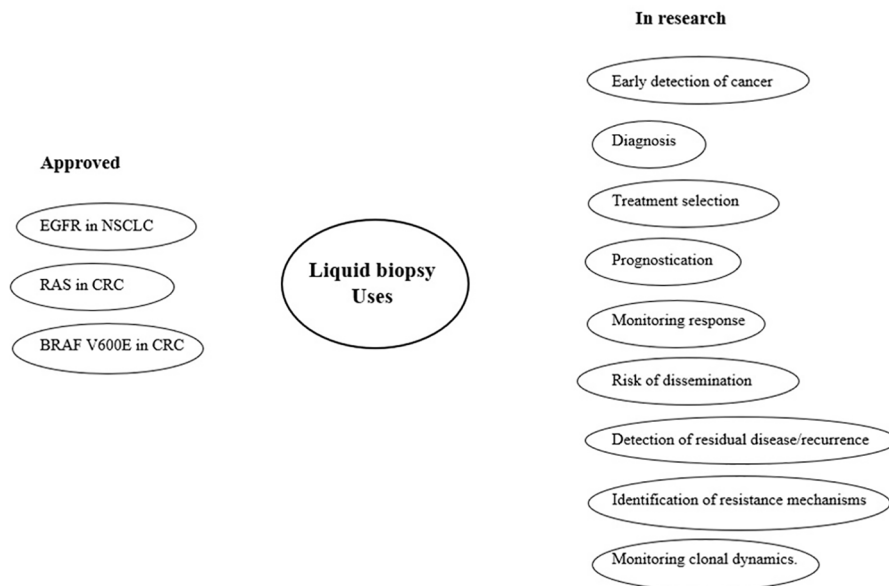 Approved
EGFR in NSCLC
RAS in CRC
BRAF V600E in CRC
Liquid biopsy
Uses
In research
Early detection of cancer
Diagnosis
Treatment selection
Prognostication
Monitoring response
Risk of dissemination
Detection of residual disease/recurrence
Identification of resistance mechanisms
Monitoring clonal dynamics.